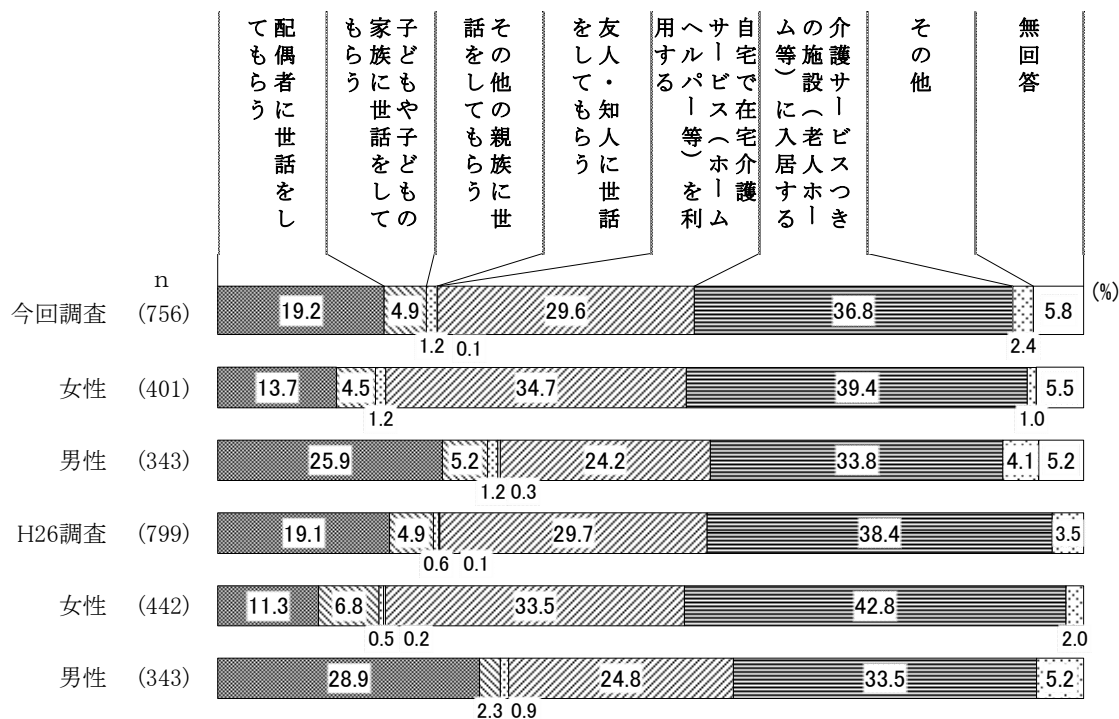 配偶者に世話をし
てもらう
子どもや子どもの
家族に世話をして
もらう
その他の親族に世
話をしてもらう
友人・知人に世話
をしてもらう
自宅で在宅介護
サービス(ホーム
ヘルパー等)を利
用する
介護サービスつき
の施設(老人ホー
ム等)に入居する
その他
無回答
n
(%)
今回調査 (756) 19.2 4.9 29.6 36.8 5.8
1.2 0.1 2.4
女性 (401) 13.7 4.5 34.7 39.4 5.5
1.2 1.0
男性 (343) 25.9 5.2 24.2 33.8 4.1 5.2
1.2 0.3
H26調査 (799) 19.1 4.9 29.7 38.4 3.5
0.6 0.1
女性 (442) 11.3 6.8 33.5 42.8
0.5 0.2 2.0
男性 (343) 28.9 24.8 33.5 5.2
2.3 0.9